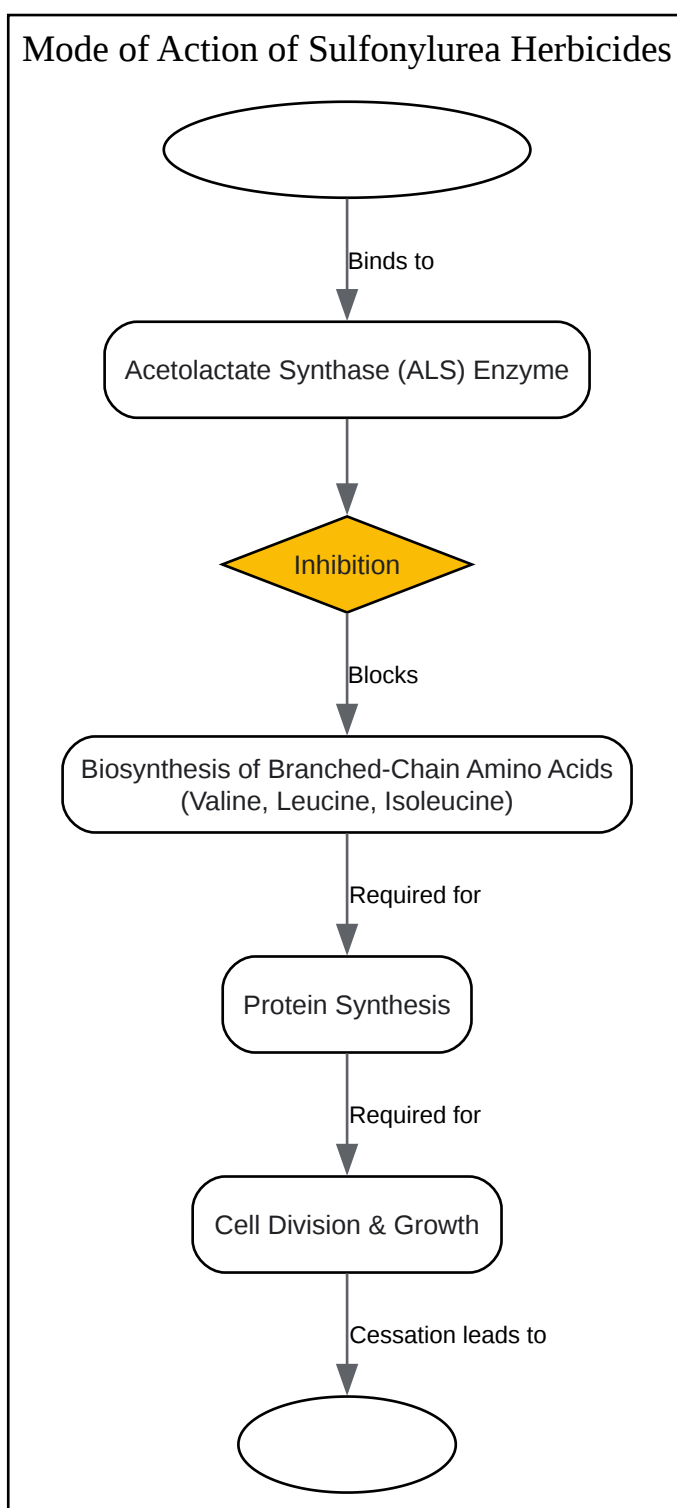 Mode of Action of Sulfonylurea Herbicides
Binds to
Acetolactate Synthase (ALS) Enzyme
Inhibition
Blocks
Biosynthesis of Branched-Chain Amino Acids
(Valine, Leucine, Isoleucine)
Required for
Protein Synthesis
Required for
Cell Division & Growth
Cessation leads to